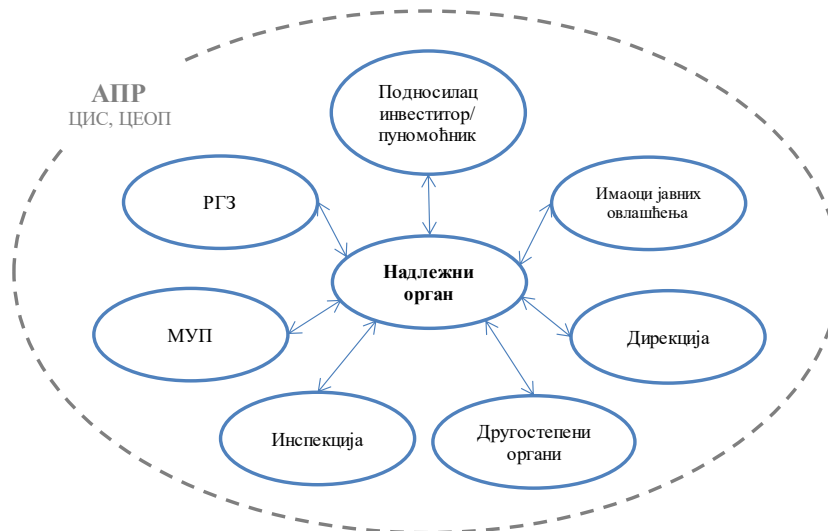 АПР
ЦИС, ЦЕОП
Подносилац
инвеститор/
пуномоћник
РГЗ
Имаоци јавних
овлашћења
Надлежни
орган
МУП
Дирекција
Инспекција
Другостепени
органи